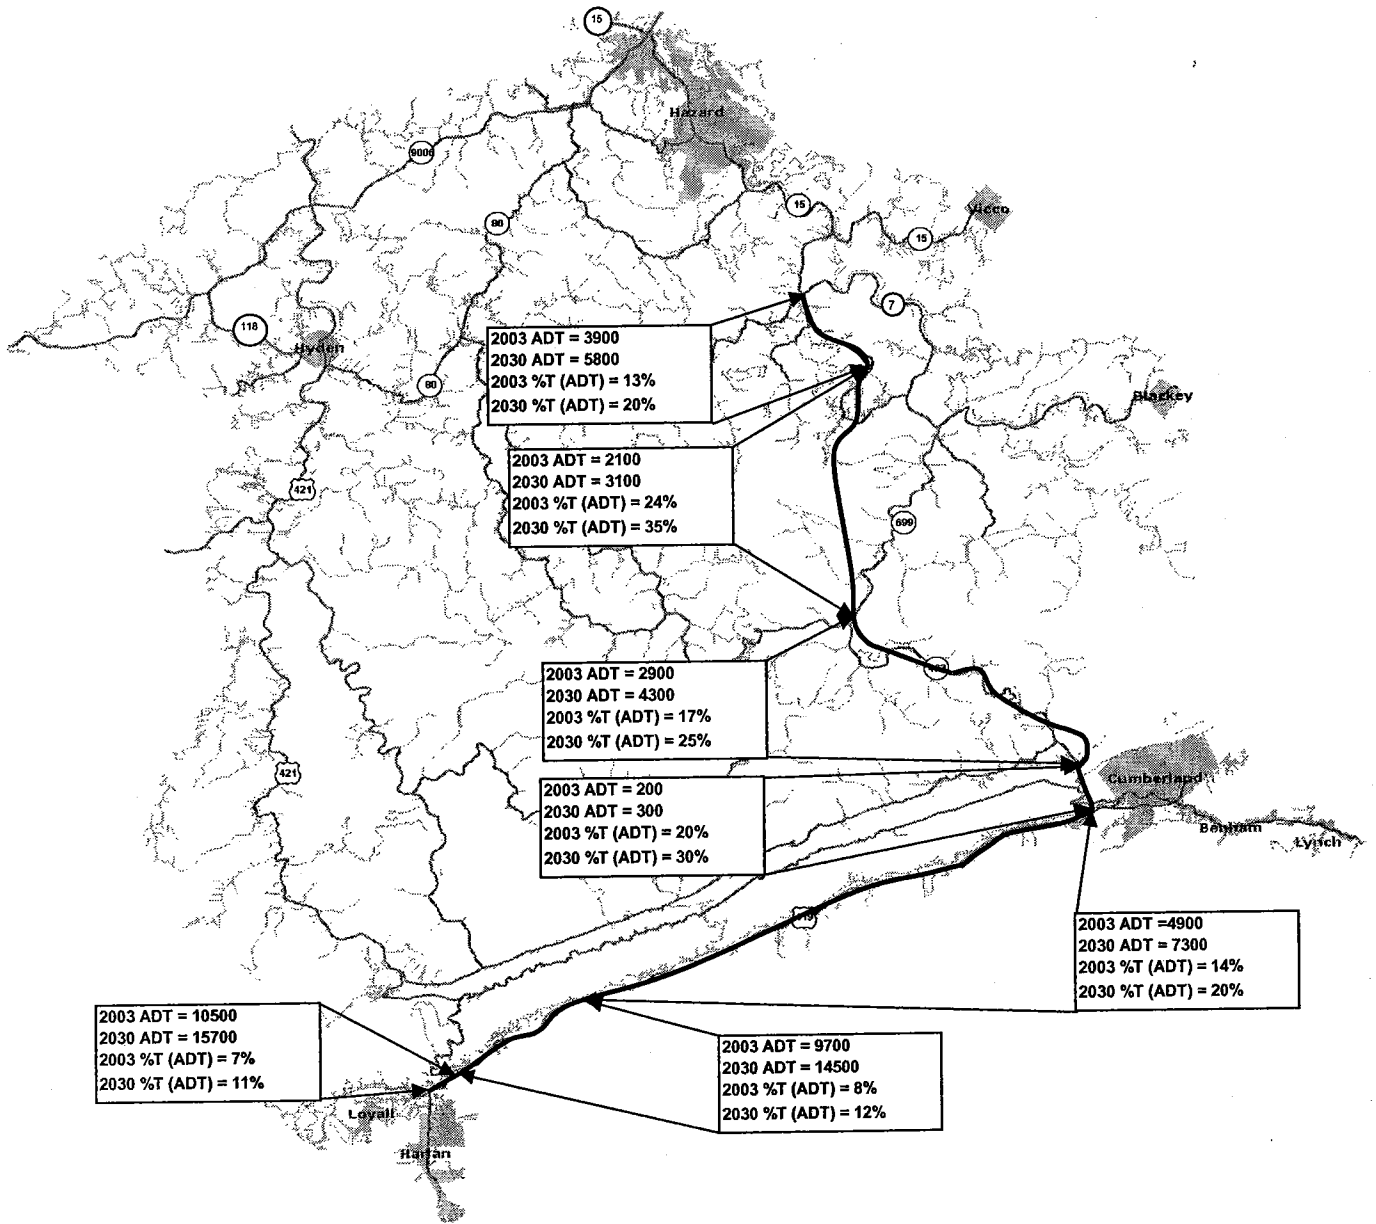 15
Hazard
9006
15
Vicco
80
15
7
118
Hyden
2003 ADT = 3900
2030 ADT = 5800
2003 %T (ADT) = 13%
2030 %T (ADT) = 20%
80
Blackey
2003 ADT = 2100
2030 ADT = 3100
2003 %T (ADT) = 24%
2030 %T (ADT) = 35%
421
699
2003 ADT = 2900
2030 ADT = 4300
2003 %T (ADT) = 17%
2030 %T (ADT) = 25%
421
Cumberland
2003 ADT = 200
2030 ADT = 300
2003 %T (ADT) = 20%
2030 %T (ADT) = 30%
Benham
Lynch
2003 ADT =4900
2030 ADT = 7300
2003 %T (ADT) = 14%
2030 %T (ADT) = 20%
2003 ADT = 10500
2030 ADT = 15700
2003 %T (ADT) = 7%
2030 %T (ADT) = 11%
2003 ADT = 9700
2030 ADT = 14500
2003 %T (ADT) = 8%
2030 %T (ADT) = 12%
Loyall
Harlan